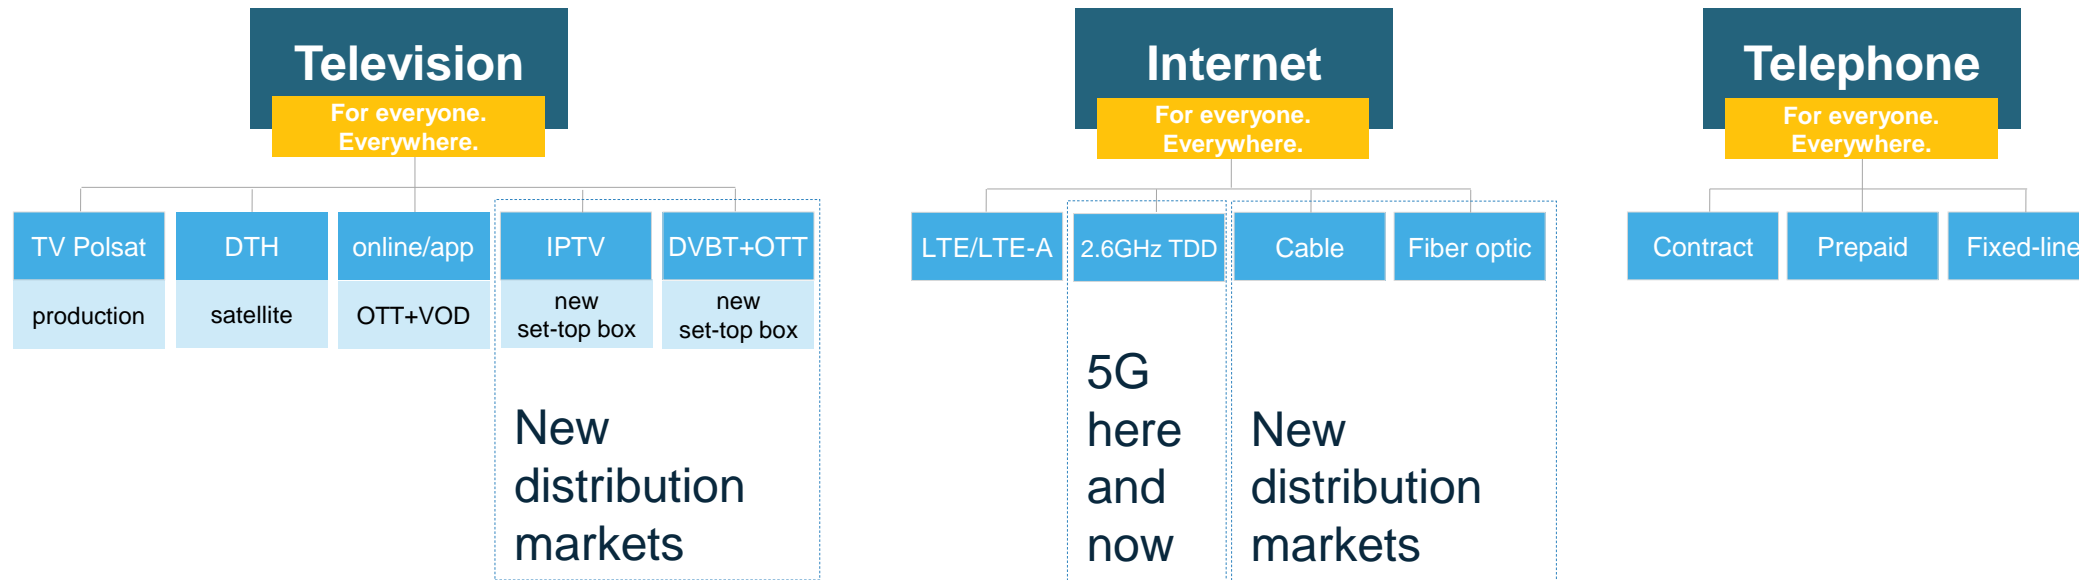 Television
For everyone.
Everywhere.
TV Polsat
production
DTH
satellite
online/app
OTT+VOD
IPTV
new
set-top box
DVBT+OTT
new
set-top box
New
distribution
markets
Internet
For everyone.
Everywhere.
LTE/LTE-A
2.6GHz TDD
5G
here
and
now
Cable
Fiber optic
New
distribution
markets
Telephone
For everyone.
Everywhere.
Contract
Prepaid
Fixed-line